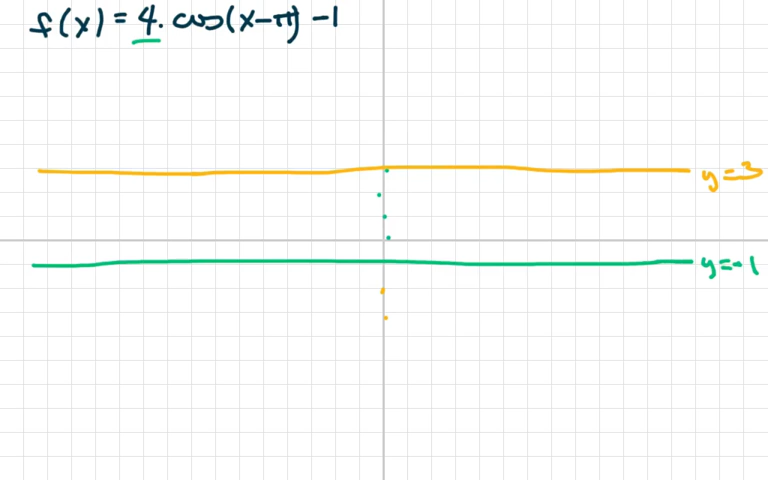 f(x) = 4. cos(x-π) -1
y=3
y=-1